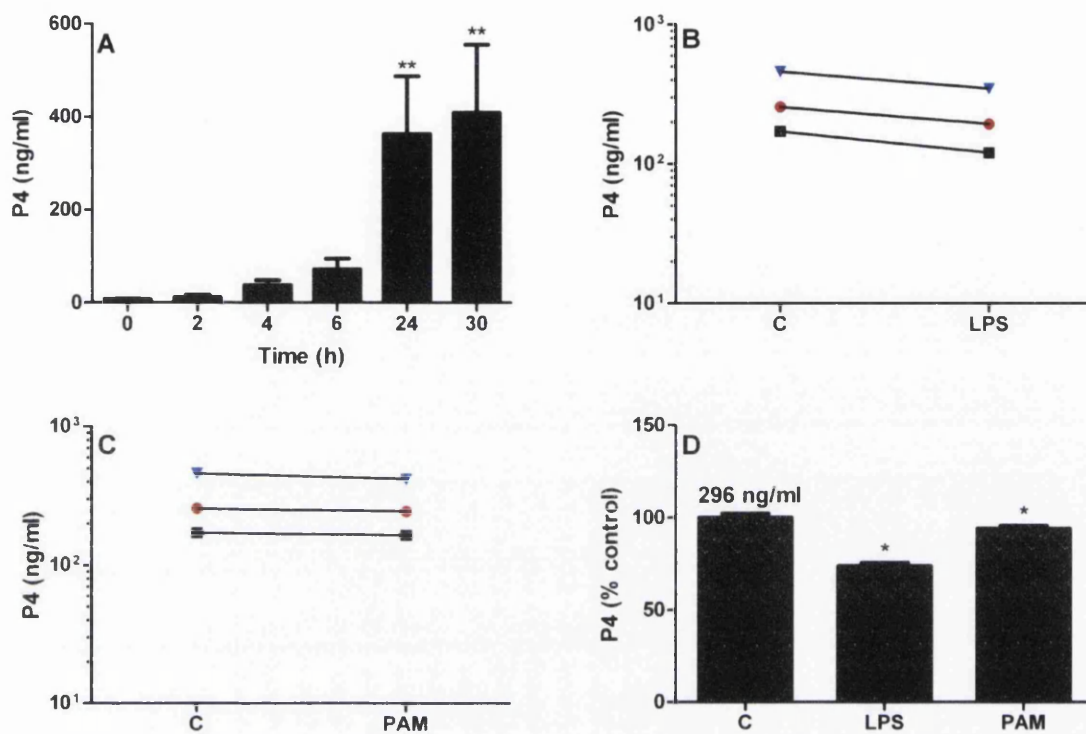 A
600
400
200
0
P4 (ng/ml)
**
**
0 2 4 6 24 30
Time (h)
B
10³
10²
10¹
P4 (ng/ml)
C LPS
C
10³
10²
10¹
P4 (ng/ml)
C PAM
D
150
100
50
0
P4 (% control)
296 ng/ml
*
*
C LPS PAM